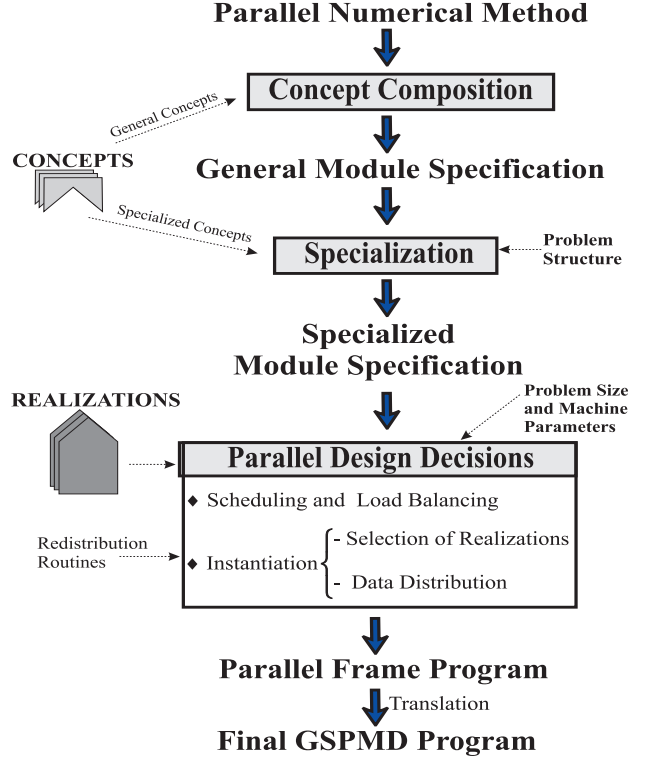 Parallel Numerical Method
General Concepts
Concept Composition
CONCEPTS
General Module Specification
Specialized Concepts
Specialization
Problem
Structure
Specialized
Module Specification
REALIZATIONS
Problem Size
and Machine
Parameters
Parallel Design Decisions
♦ Scheduling and Load Balancing
Redistribution
Routines
♦ Instantiation
- Selection of Realizations
- Data Distribution
Parallel Frame Program
Translation
Final GSPMD Program